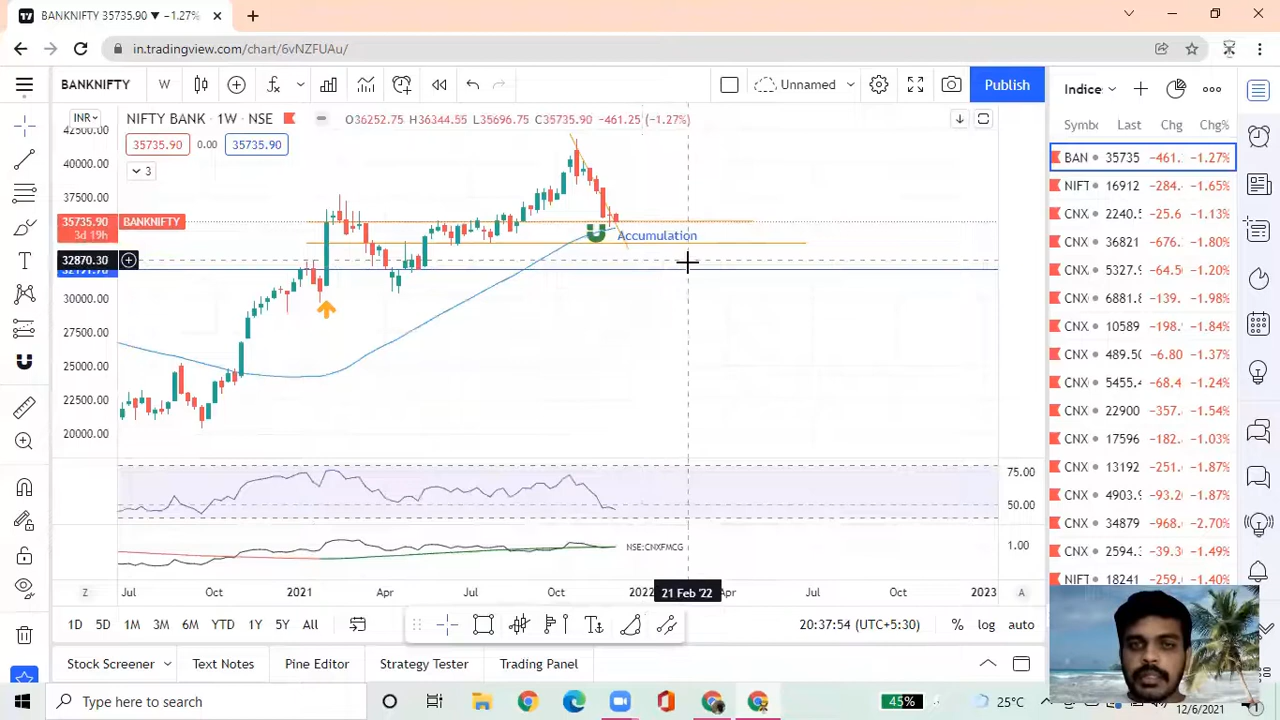 BANKNIFTY 35735.90 ▼ −1.27%
in.tradingview.com/chart/6vNZFUAu/
BANKNIFTY W Unnamed Publish
Indice
INR
NIFTY BANK · 1W · NSE O36252.75 H36344.55 L35696.75 C35735.90 −461.25 (−1.27%)
35735.90 0.00 35735.90
3
Symbo Last Chg Chg%
BAN 35735 −461. −1.27%
NIFT 16912 −284. −1.65%
CNX 2240.5 −25.6 −1.13%
CNX 36821 −676. −1.80%
CNX 5327.9 −64.5 −1.20%
CNX 6881.8 −139. −1.98%
CNX 10589 −198. −1.84%
CNX 489.50 −6.80 −1.37%
CNX 5455.4 −68.4 −1.24%
CNX 22900 −357. −1.54%
CNX 17596 −182. −1.03%
CNX 13192 −251. −1.87%
CNX 4903.9 −93.2 −1.87%
CNX 34879 −968. −2.70%
CNX 2594.3 −39.3 −1.49%
NIFT 18241 −259. −1.40%
42500.00
40000.00
37500.00
35735.90 BANKNIFTY
3d 19h
32870.30
30000.00
27500.00
25000.00
22500.00
20000.00
Accumulation
75.00
50.00
1.00
NSE:CNXFMCG
Z Jul Oct 2021 Apr Jul Oct 2022 21 Feb '22 Apr Jul Oct 2023 A
1D 5D 1M 3M 6M YTD 1Y 5Y All
20:37:54 (UTC+5:30) % log auto
Stock Screener Text Notes Pine Editor Strategy Tester Trading Panel
Type here to search
45%
25°C
12/6/2021